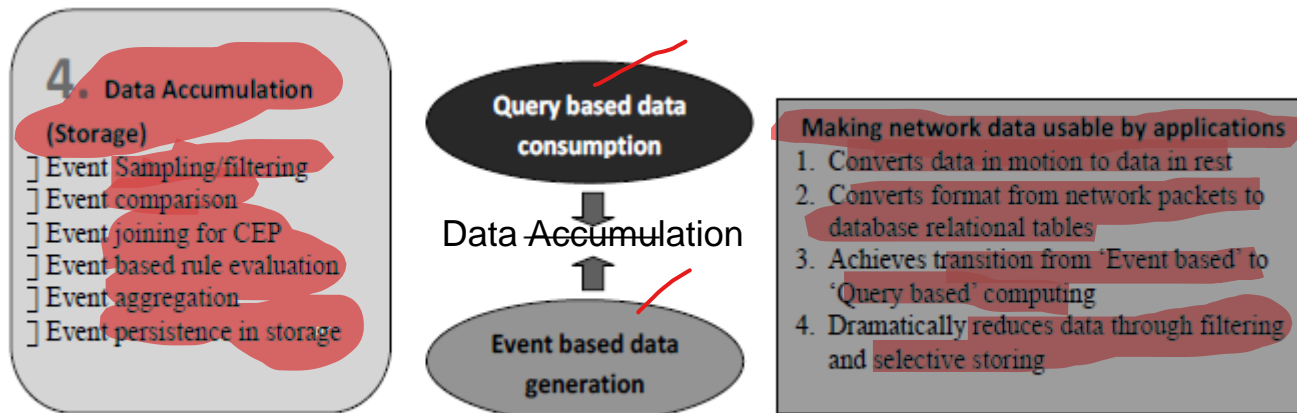 4. Data Accumulation
(Storage)
] Event Sampling/filtering
] Event comparison
] Event joining for CEP
] Event based rule evaluation
] Event aggregation
] Event persistence in storage
Query based data
consumption
Data Accumulation
Event based data
generation
Making network data usable by applications
1. Converts data in motion to data in rest
2. Converts format from network packets to
database relational tables
3. Achieves transition from ‘Event based’ to
‘Query based’ computing
4. Dramatically reduces data through filtering
and selective storing